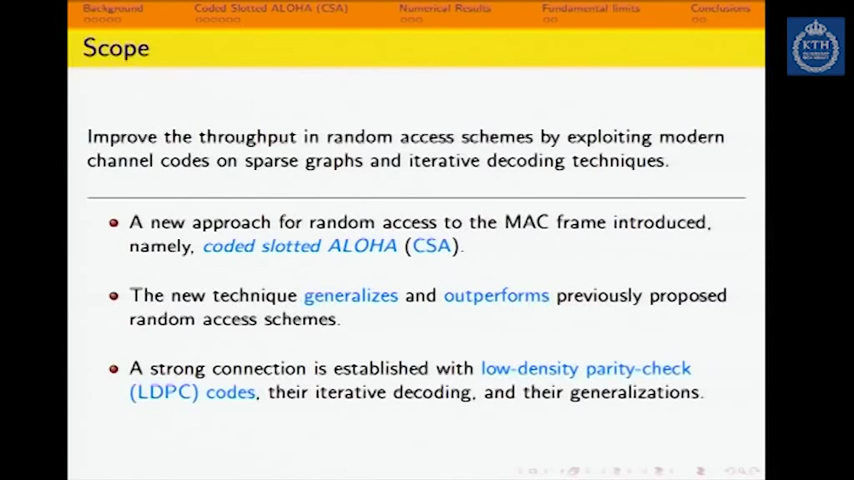 Background Coded Slotted ALOHA (CSA) Numerical Results Fundamental limits Conclusions
Scope
KTH
Improve the throughput in random access schemes by exploiting modern
channel codes on sparse graphs and iterative decoding techniques.
A new approach for random access to the MAC frame introduced,
namely, coded slotted ALOHA (CSA).
The new technique generalizes and outperforms previously proposed
random access schemes.
A strong connection is established with low-density parity-check
(LDPC) codes, their iterative decoding, and their generalizations.